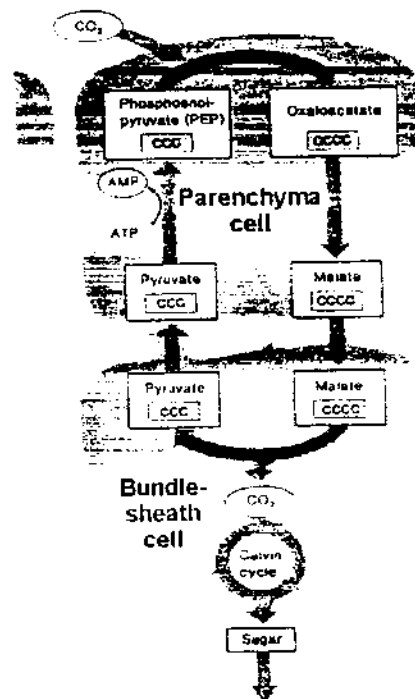 CO₂
Phosphoenol-
pyruvate (PEP)
CCC
Oxaloacetate
CCCC
AMP
Parenchyma
cell
ATP
Pyruvate
CCC
Malate
CCCC
Pyruvate
CCC
Malate
CCCC
Bundle-
sheath
cell
CO₂
Calvin
cycle
Sugar